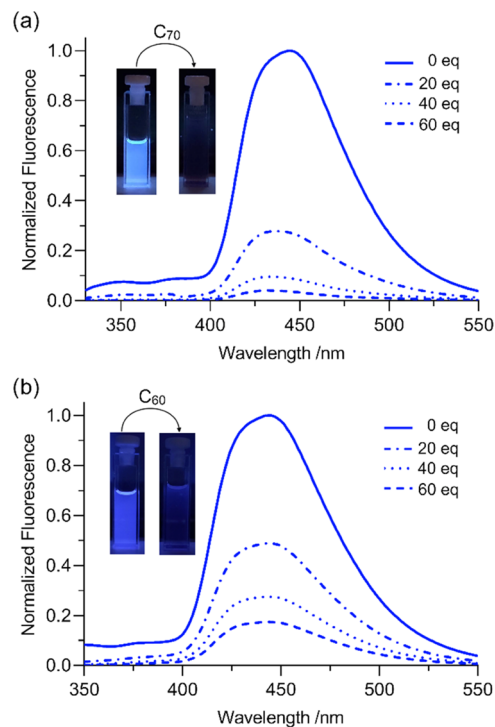 (a)
C70
Normalized Fluorescence
1.0
0.8
0.6
0.4
0.2
0.0
0 eq
20 eq
40 eq
60 eq
350 400 450 500 550
Wavelength /nm
(b)
C60
Normalized Fluorescence
1.0
0.8
0.6
0.4
0.2
0.0
0 eq
20 eq
40 eq
60 eq
350 400 450 500 550
Wavelength /nm